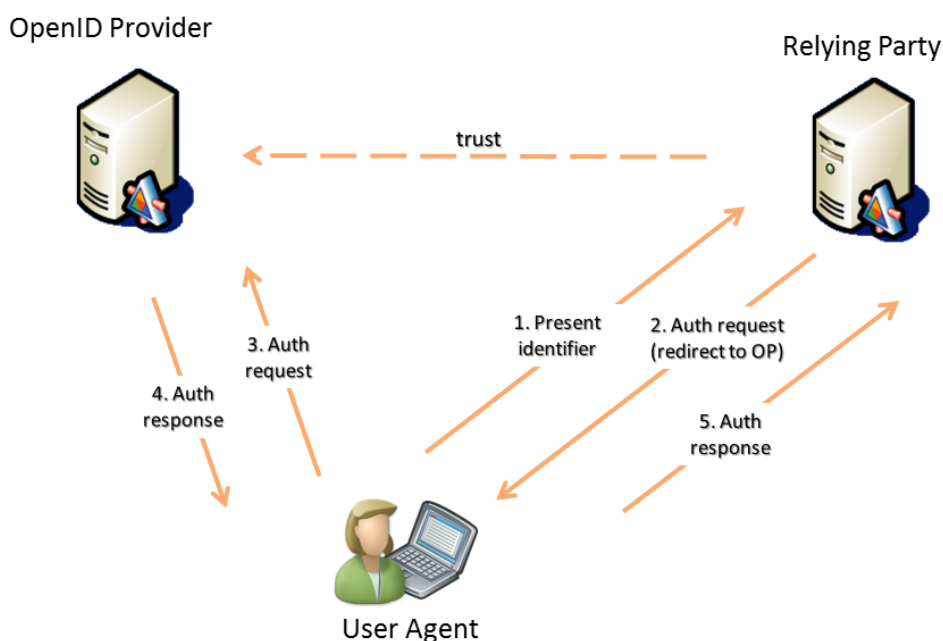 OpenID Provider
Relying Party
trust
1. Present
identifier
2. Auth request
(redirect to OP)
3. Auth
request
4. Auth
response
5. Auth
response
User Agent